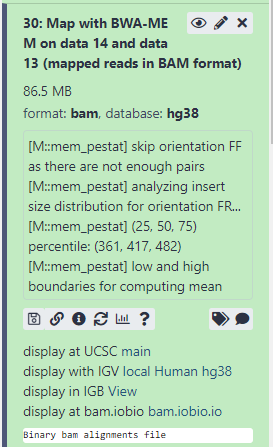 30: Map with BWA-ME
M on data 14 and data
13 (mapped reads in BAM format)
86.5 MB
format: bam, database: hg38
[M::mem_pestat] skip orientation FF
as there are not enough pairs
[M::mem_pestat] analyzing insert
size distribution for orientation FR...
[M::mem_pestat] (25, 50, 75)
percentile: (361, 417, 482)
[M::mem_pestat] low and high
boundaries for computing mean
display at UCSC main
display with IGV local Human hg38
display in IGB View
display at bam.iobio bam.iobio.io
Binary bam alignments file